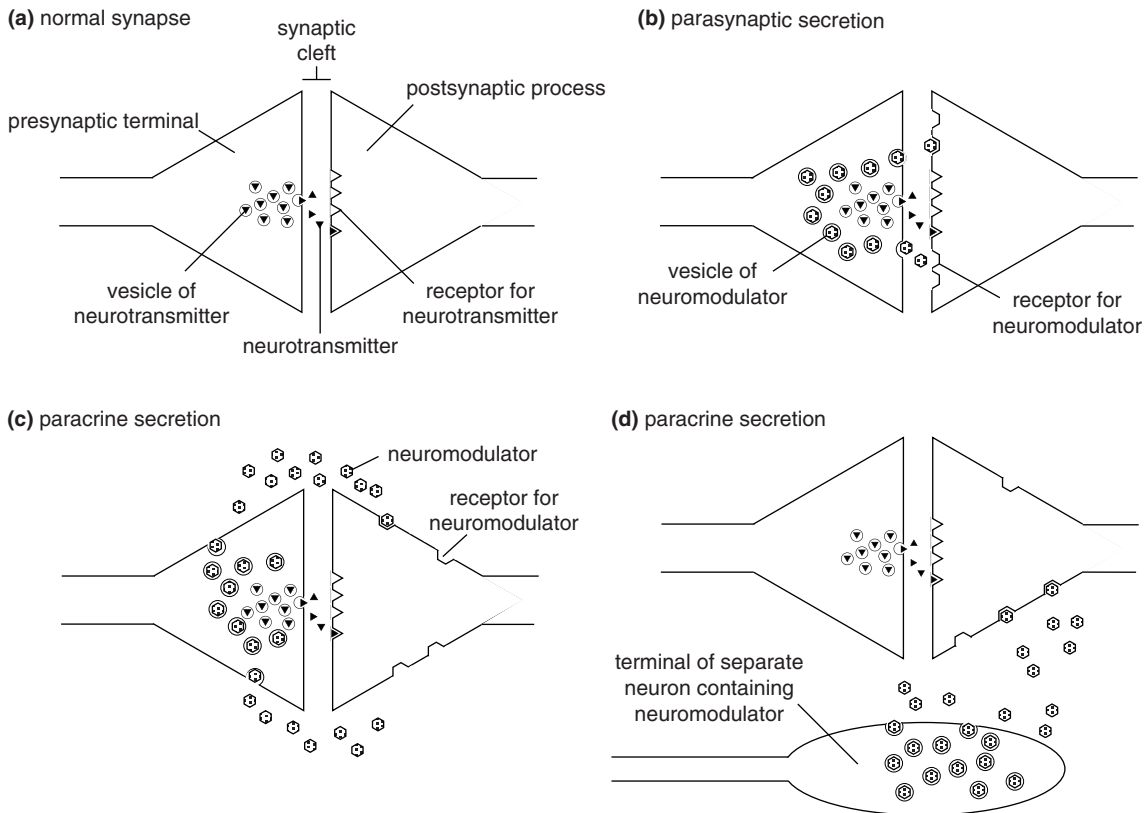 (a) normal synapse
synaptic
cleft
postsynaptic process
presynaptic terminal
vesicle of
neurotransmitter
receptor for
neurotransmitter
neurotransmitter
(b) parasynaptic secretion
vesicle of
neuromodulator
receptor for
neuromodulator
(c) paracrine secretion
neuromodulator
receptor for
neuromodulator
(d) paracrine secretion
terminal of separate
neuron containing
neuromodulator